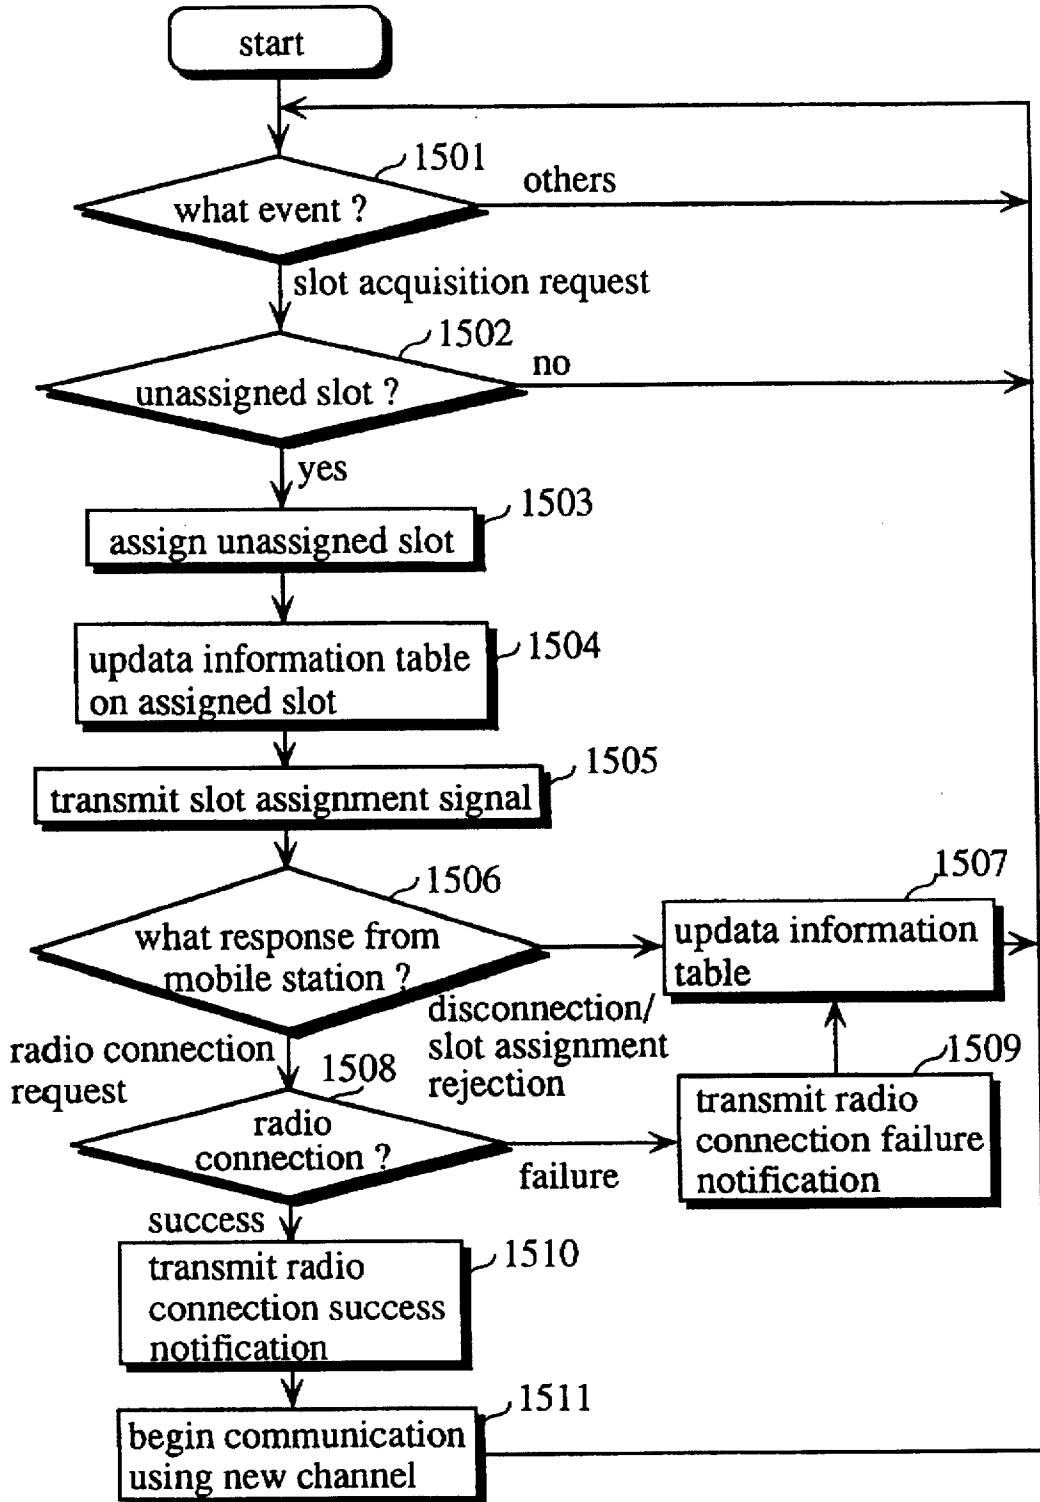 start
1501
what event ?
others
slot acquisition request
1502
unassigned slot ?
no
yes
1503
assign unassigned slot
1504
updata information table
on assigned slot
1505
transmit slot assignment signal
1506
what response from
mobile station ?
1507
updata information
table
disconnection/
slot assignment
rejection
radio connection
request
1508
radio
connection ?
failure
1509
transmit radio
connection failure
notification
success
1510
transmit radio
connection success
notification
1511
begin communication
using new channel